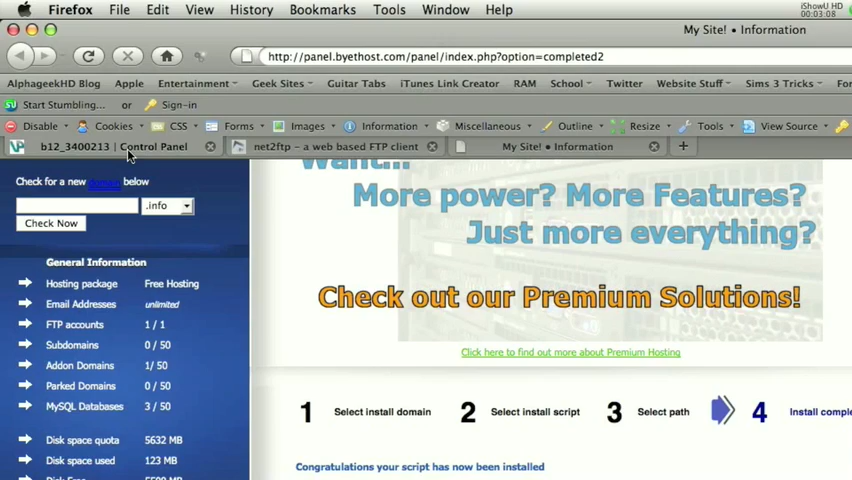 Firefox File Edit View History Bookmarks Tools Window Help iShowU HD
00:03:08
My Site! • Information
http://panel.byethost.com/panel/index.php?option=completed2
AlphageekHD Blog Apple Entertainment Geek Sites Guitar Tabs iTunes Link Creator RAM School Twitter Website Stuff Sims 3 Tricks
Start Stumbling... or Sign-in
Disable Cookies CSS Forms Images Information Miscellaneous Outline Resize Tools View Source
b12_3400213 | Control Panel net2ftp - a web based FTP client My Site! • Information
Want...
Check for a new domain below
More power? More Features?
.info
Check Now
Just more everything?
General Information
Hosting package Free Hosting
Email Addresses unlimited
Check out our Premium Solutions!
FTP accounts 1 / 1
Subdomains 0 / 50
Click here to find out more about Premium Hosting
Addon Domains 1/ 50
Parked Domains 0 / 50
MySQL Databases 3 / 50
1 Select install domain 2 Select install script 3 Select path 4 Install comple
Disk space quota 5632 MB
Disk space used 123 MB
Congratulations your script has now been installed